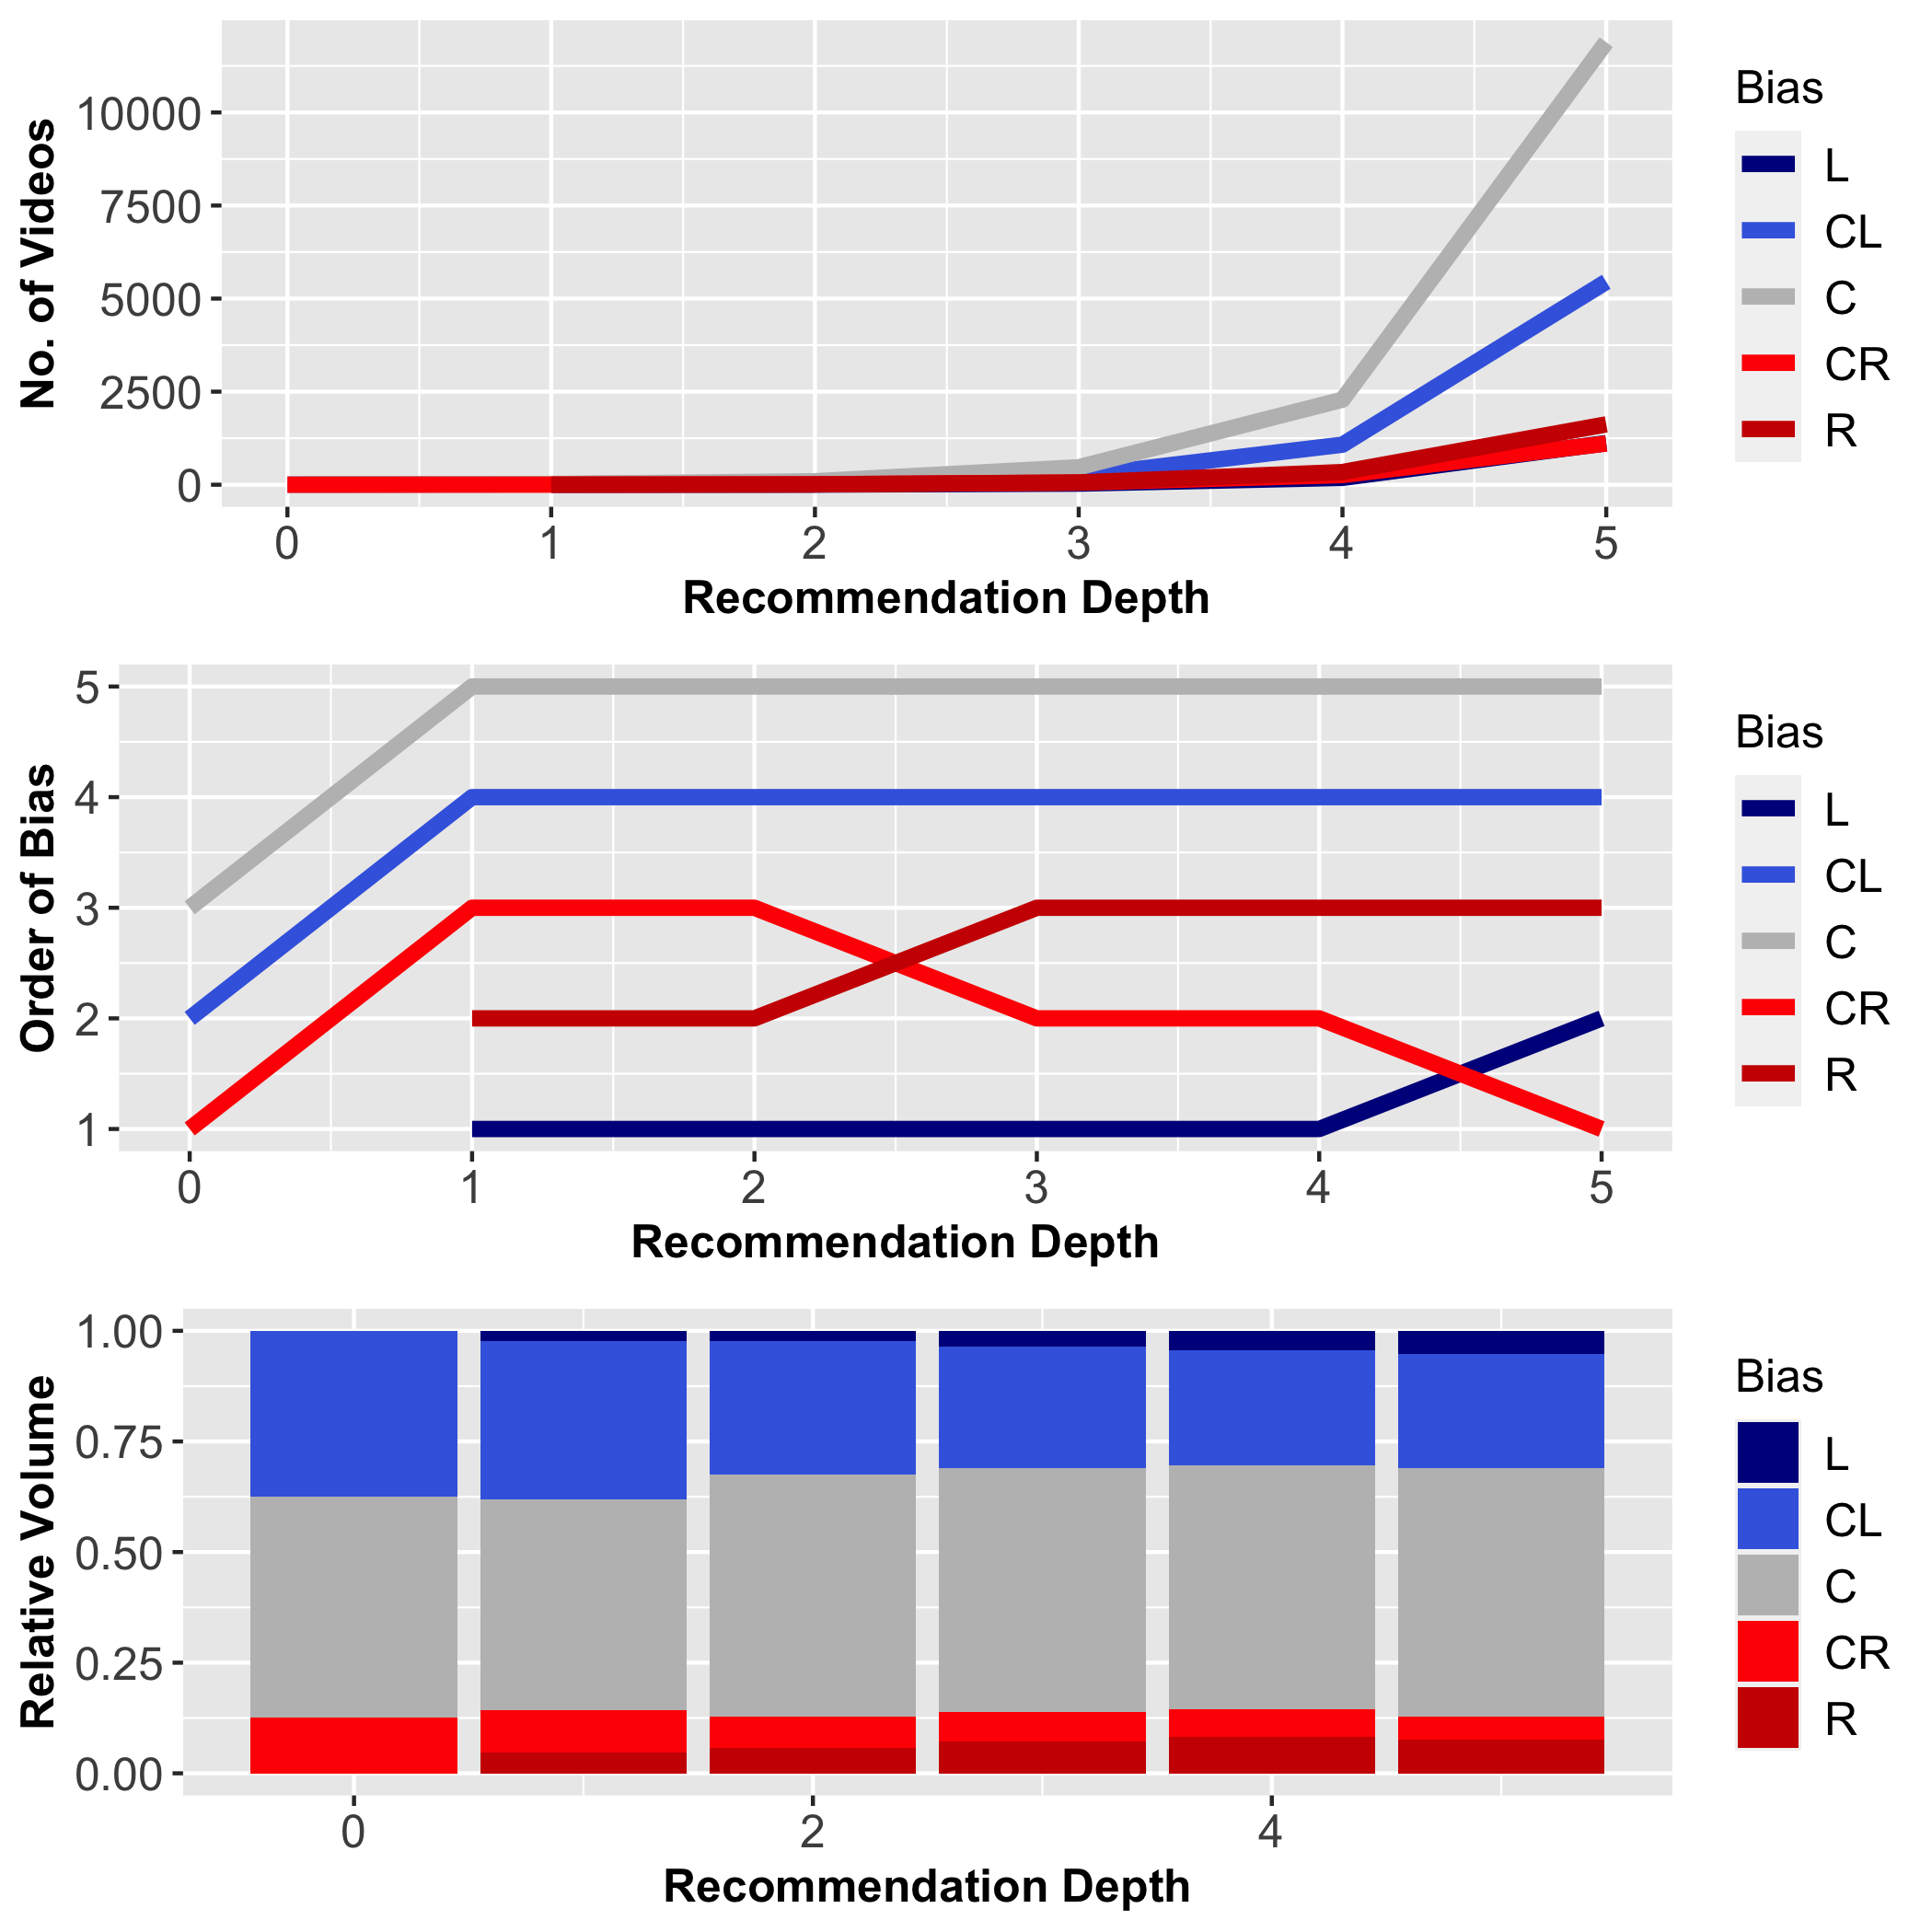 No. of Videos
10000
7500
5000
2500
0
0 1 2 3 4 5
Recommendation Depth
Bias
L
CL
C
CR
R
Order of Bias
5
4
3
2
1
0 1 2 3 4 5
Recommendation Depth
Bias
L
CL
C
CR
R
Relative Volume
1.00
0.75
0.50
0.25
0.00
0 2 4
Recommendation Depth
Bias
L
CL
C
CR
R